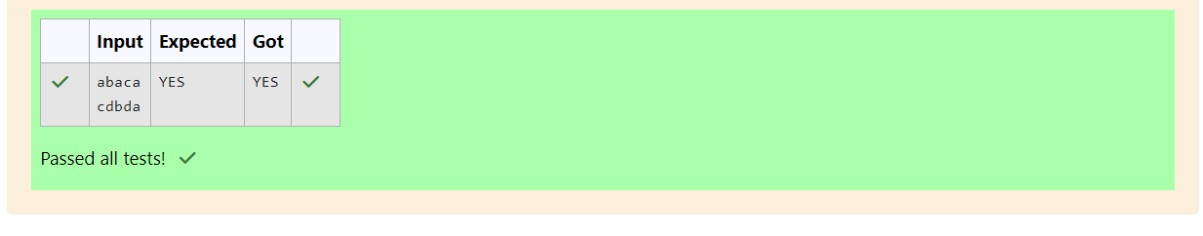 Input Expected Got
abaca YES YES
cdbda
Passed all tests!